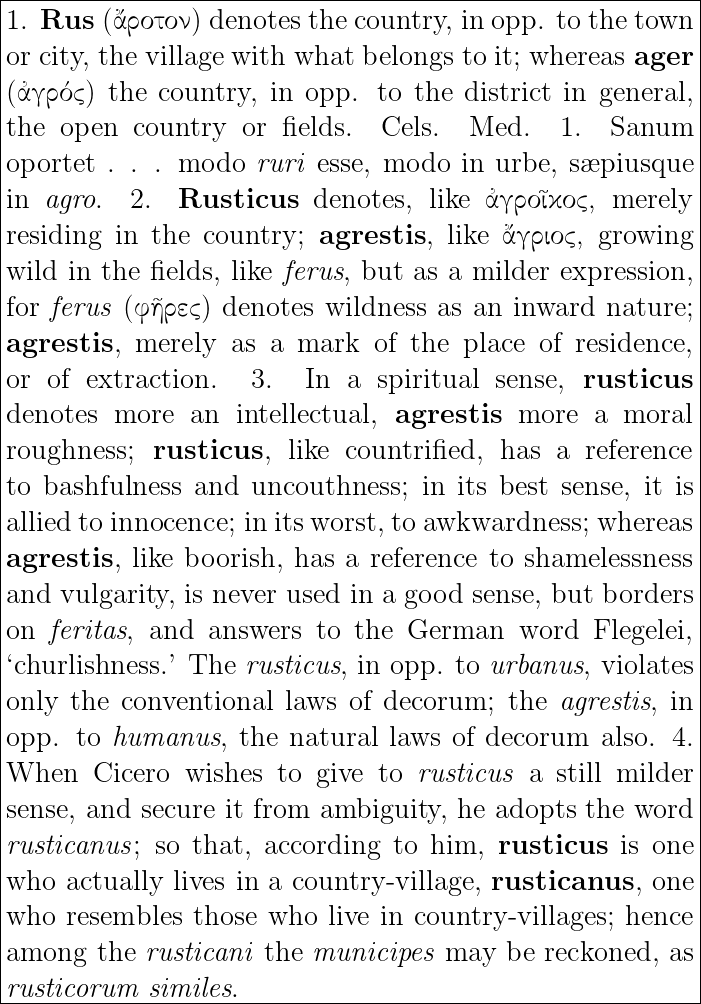 1. Rus (ἄροτον) denotes the country, in opp. to the town
or city, the village with what belongs to it; whereas ager
(ἀγρός) the country, in opp. to the district in general,
the open country or fields. Cels. Med. 1. Sanum
oportet . . . modo ruri esse, modo in urbe, sæpiusque
in agro. 2. Rusticus denotes, like ἀγροῖκος, merely
residing in the country; agrestis, like ἄγριος, growing
wild in the fields, like ferus, but as a milder expression,
for ferus (φῆρες) denotes wildness as an inward nature;
agrestis, merely as a mark of the place of residence,
or of extraction. 3. In a spiritual sense, rusticus
denotes more an intellectual, agrestis more a moral
roughness; rusticus, like countrified, has a reference
to bashfulness and uncouthness; in its best sense, it is
allied to innocence; in its worst, to awkwardness; whereas
agrestis, like boorish, has a reference to shamelessness
and vulgarity, is never used in a good sense, but borders
on feritas, and answers to the German word Flegelei,
‘churlishness.’ The rusticus, in opp. to urbanus, violates
only the conventional laws of decorum; the agrestis, in
opp. to humanus, the natural laws of decorum also. 4.
When Cicero wishes to give to rusticus a still milder
sense, and secure it from ambiguity, he adopts the word
rusticanus; so that, according to him, rusticus is one
who actually lives in a country-village, rusticanus, one
who resembles those who live in country-villages; hence
among the rusticani the municipes may be reckoned, as
rusticorum similes.